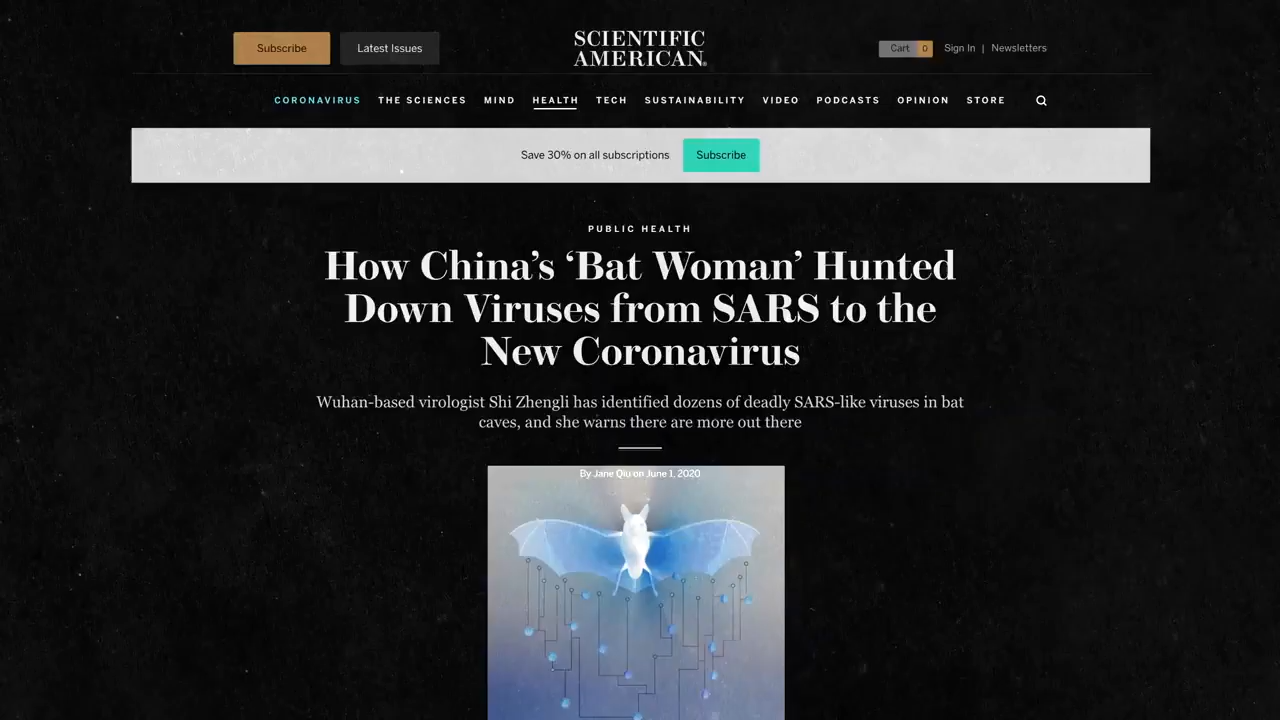 Subscribe
Latest Issues
SCIENTIFIC
AMERICAN®
Cart 0
Sign In | Newsletters
CORONAVIRUS THE SCIENCES MIND HEALTH TECH SUSTAINABILITY VIDEO PODCASTS OPINION STORE
Save 30% on all subscriptions
Subscribe
PUBLIC HEALTH
How China's ‘Bat Woman’ Hunted
Down Viruses from SARS to the
New Coronavirus
Wuhan-based virologist Shi Zhengli has identified dozens of deadly SARS-like viruses in bat
caves, and she warns there are more out there
By Jane Qiu on June 1, 2020